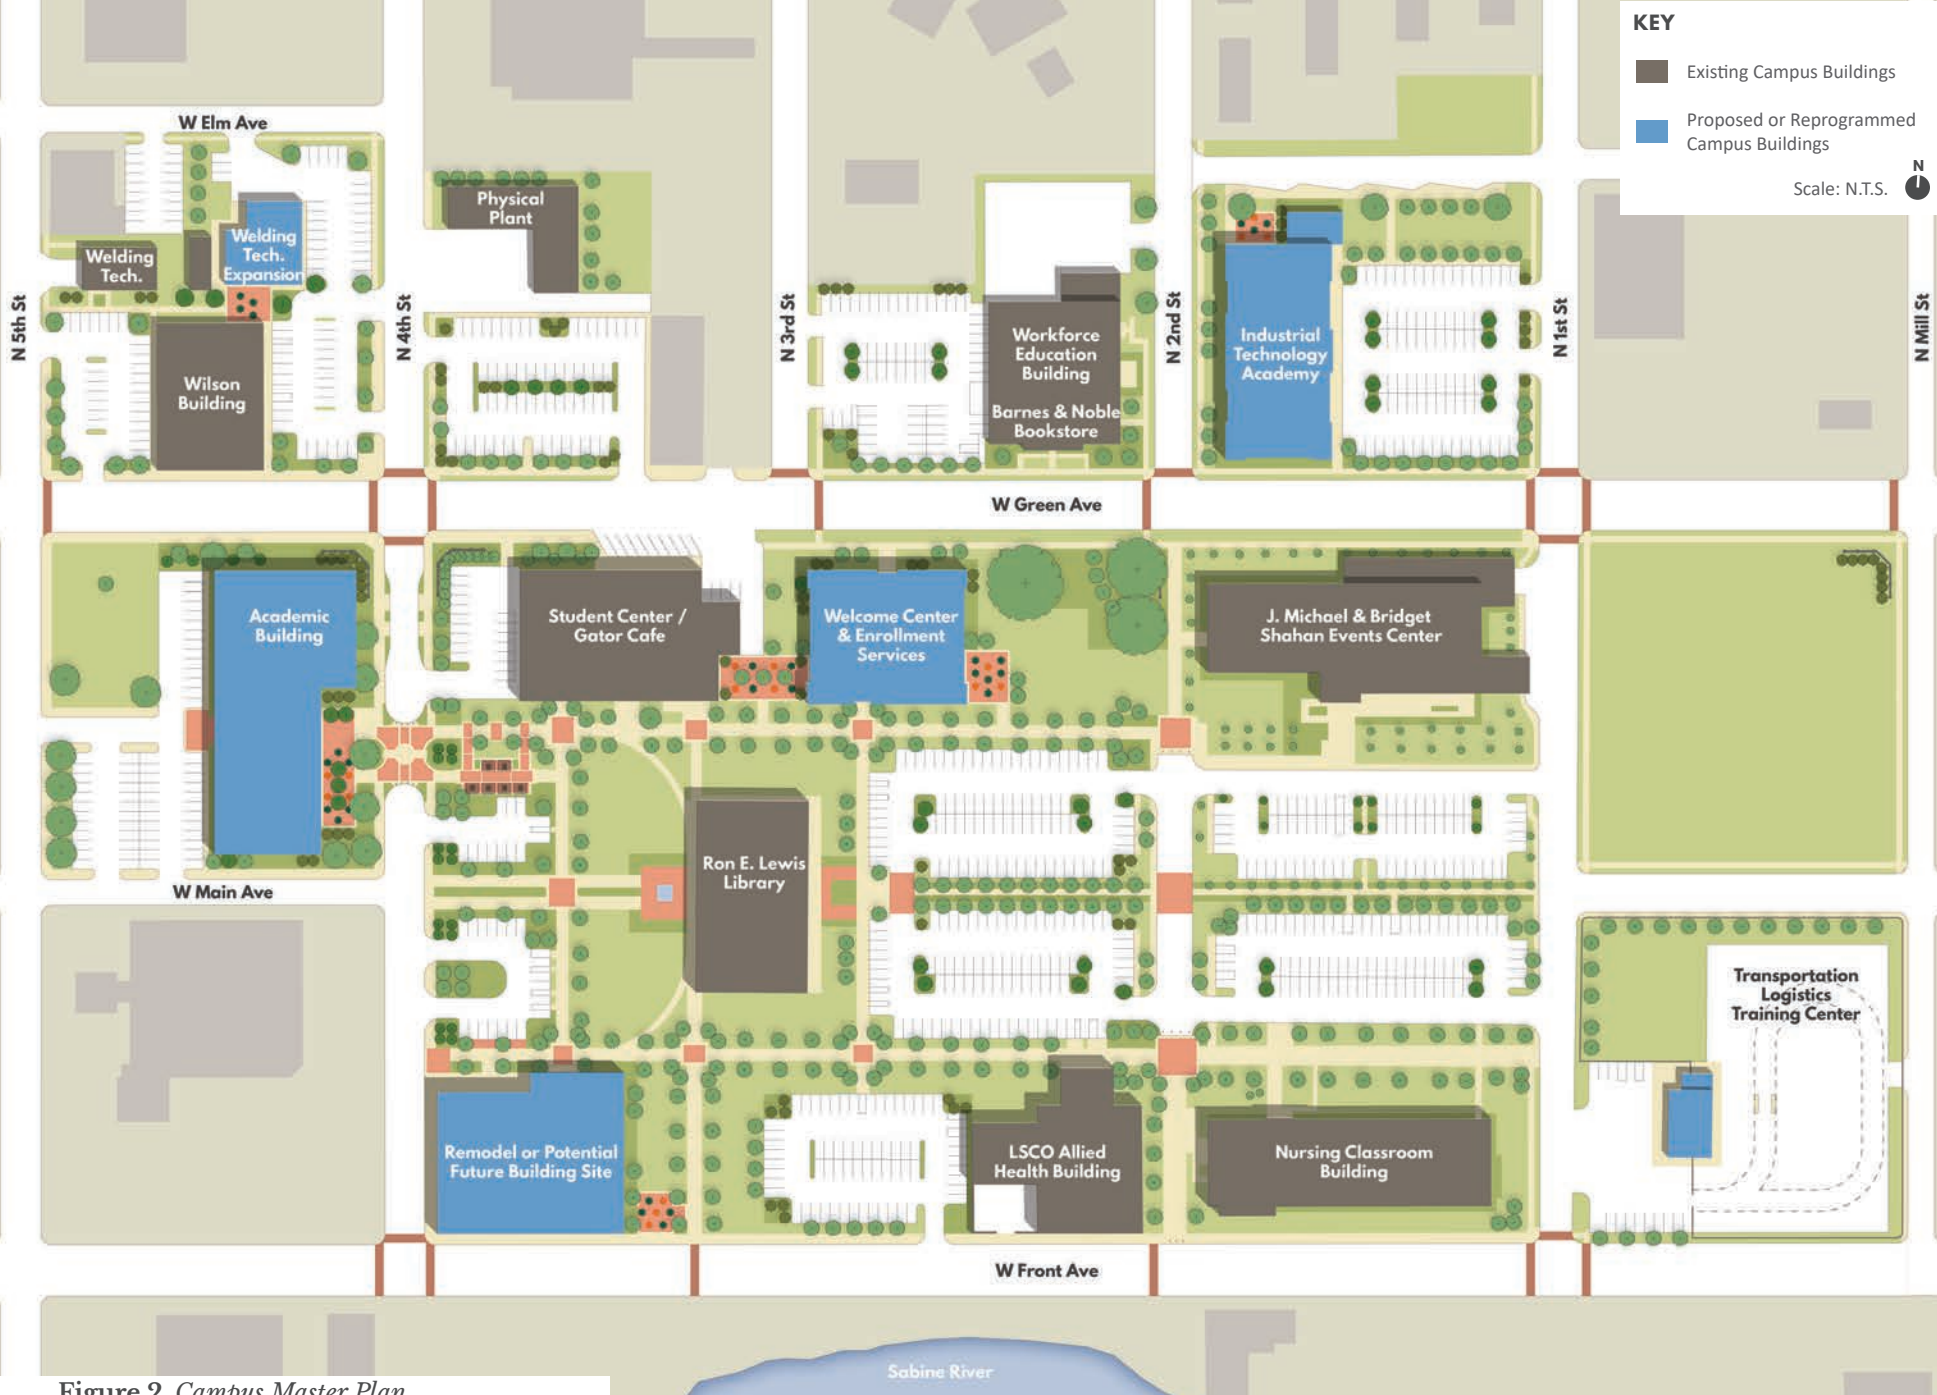 KEY
Existing Campus Buildings
Proposed or Reprogrammed
Campus Buildings
N
Scale: N.T.S.
W Elm Ave
Physical
Plant
Welding
Tech.
Expansion
Welding
Tech.
N 5th St
N 4th St
N 3rd St
N 2nd St
N 1st St
N Mill St
Wilson
Building
Workforce
Education
Building
Barnes & Noble
Bookstore
Industrial
Technology
Academy
W Green Ave
Academic
Building
Student Center /
Gator Cafe
Welcome Center
& Enrollment
Services
J. Michael & Bridget
Shahan Events Center
Ron E. Lewis
Library
W Main Ave
Transportation
Logistics
Training Center
Remodel or Potential
Future Building Site
LSCO Allied
Health Building
Nursing Classroom
Building
W Front Ave
Sabine River
Figure 2. Campus Master Plan